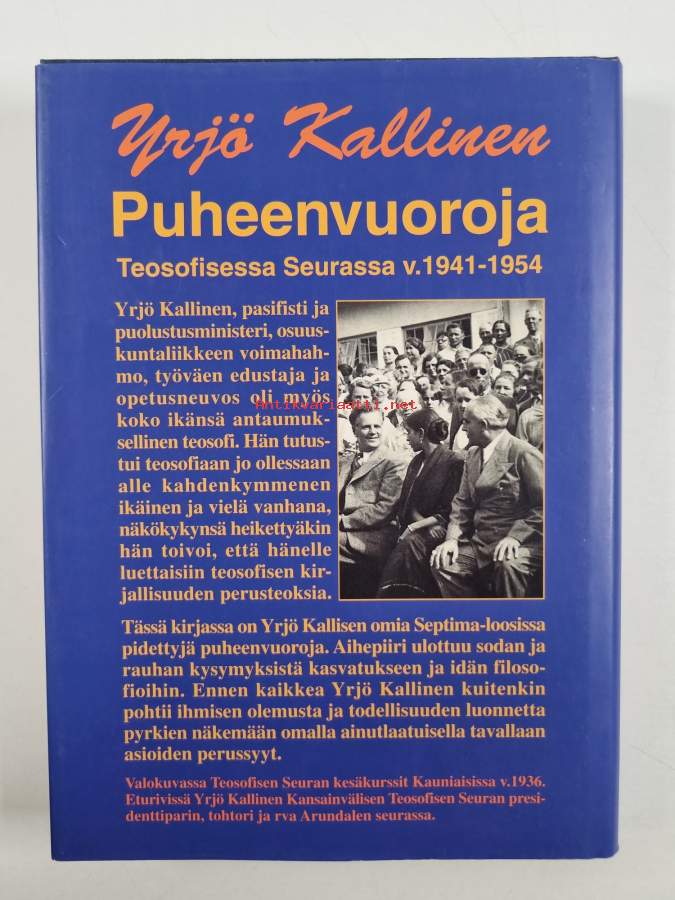 Yrjö Kallinen
Puheenvuoroja
Teosofisessa Seurassa v.1941-1954
Yrjö Kallinen, pasifisti ja
puolustusministeri, osuus-
kuntaliikkeen voimahah-
mo, työväen edustaja ja
opetusneuvos oli myös
koko ikänsä antaumuk-
sellinen teosofi. Hän tutus-
tui teosofiaan jo ollessaan
alle kahdenkymmenen
ikäinen ja vielä vanhana,
näkökykynsä heikettyäkin
hän toivoi, että hänelle
luettaisiin teosofisen kir-
jallisuuden perusteoksia.
Antikvariaatti.net
Tässä kirjassa on Yrjö Kallisen omia Septima-loosissa
pidettyjä puheenvuoroja. Aihepiiri ulottuu sodan ja
rauhan kysymyksistä kasvatukseen ja idän filoso-
fioihin. Ennen kaikkea Yrjö Kallinen kuitenkin
pohtii ihmisen olemusta ja todellisuuden luonnetta
pyrkien näkemään omalla ainutlaatuisella tavallaan
asioiden perussyyt.
Valokuvassa Teosofisen Seuran kesäkurssit Kauniaisissa v.1936.
Eturivissä Yrjö Kallinen Kansainvälisen Teosofisen Seuran presi-
denttiparin, tohtori ja rva Arundalen seurassa.